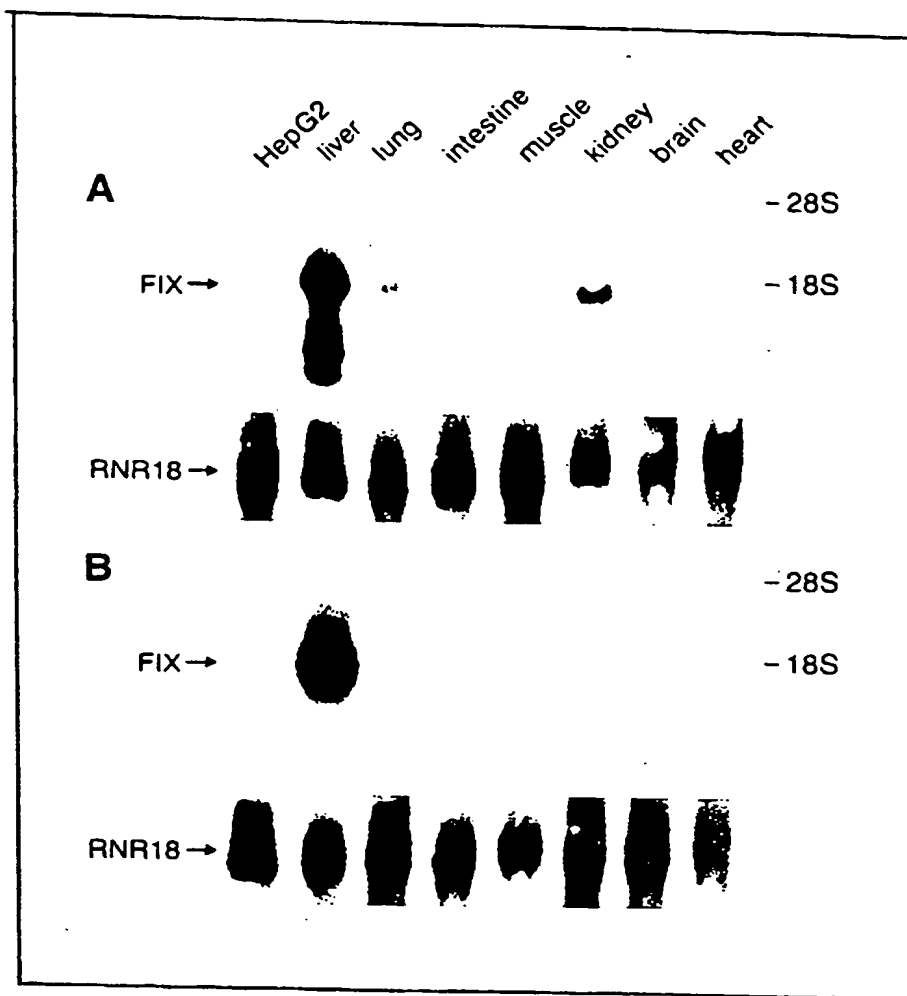 HepG2 liver lung intestine muscle kidney brain heart
A
- 28S
FIX→ - 18S
RNR18→
B
- 28S
FIX→ - 18S
RNR18→